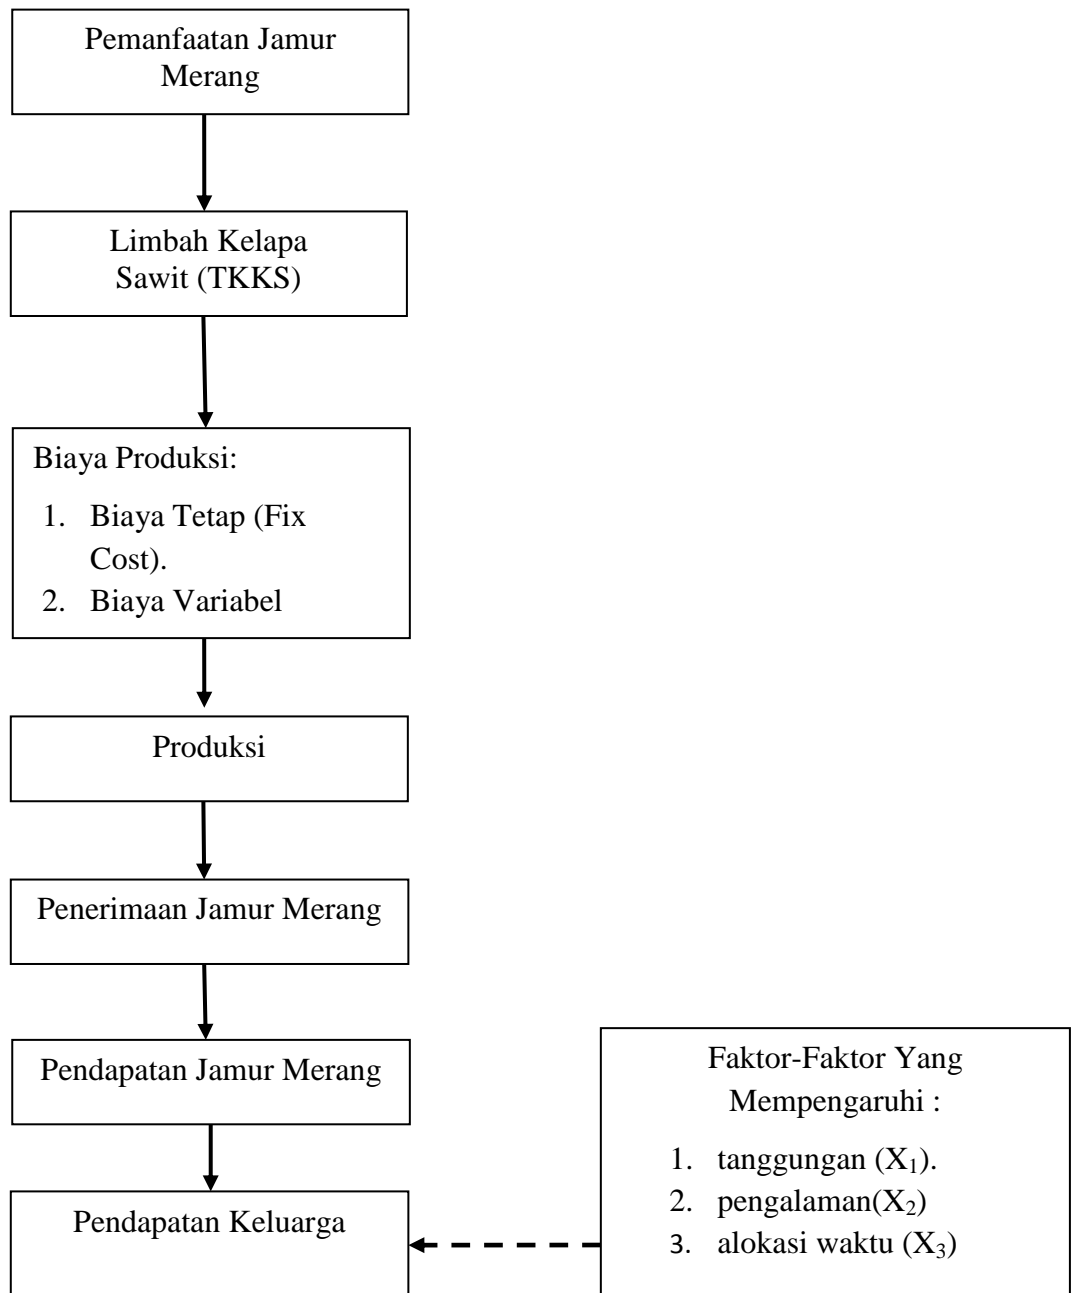 Pemanfaatan Jamur
Merang
Limbah Kelapa
Sawit (TKKS)
Biaya Produksi:
1. Biaya Tetap (Fix
Cost).
2. Biaya Variabel
Produksi
Penerimaan Jamur Merang
Pendapatan Jamur Merang
Pendapatan Keluarga
Faktor-Faktor Yang
Mempengaruhi :
1. tanggungan (X₁).
2. pengalaman(X₂)
3. alokasi waktu (X₃)